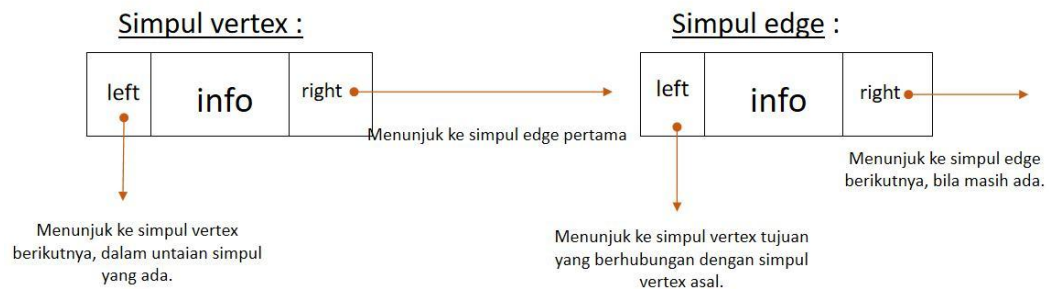 Simpul vertex :
left
info
right
Menunjuk ke simpul edge pertama
Menunjuk ke simpul vertex
berikutnya, dalam untaian simpul
yang ada.
Simpul edge :
left
info
right
Menunjuk ke simpul edge
berikutnya, bila masih ada.
Menunjuk ke simpul vertex tujuan
yang berhubungan dengan simpul
vertex asal.